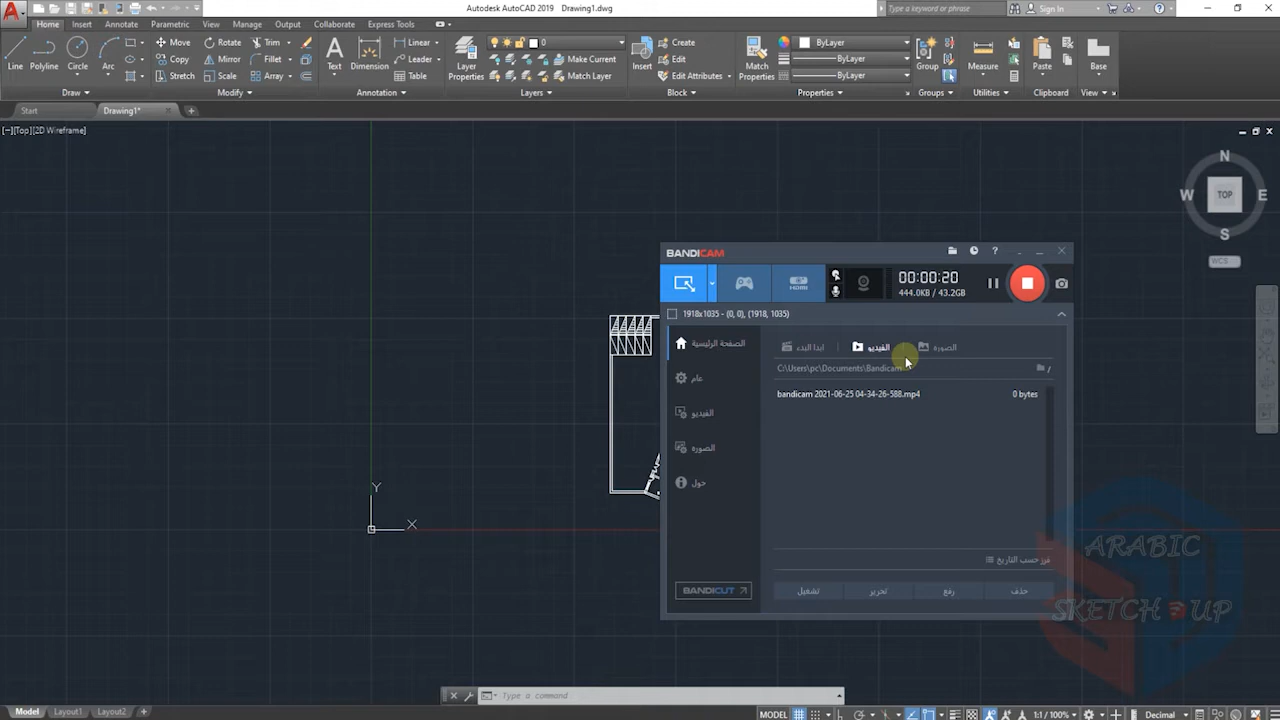 Autodesk AutoCAD 2019 Drawing1.dwg
Type a keyword or phrase
Sign In
Home Insert Annotate Parametric View Manage Output Collaborate Express Tools
Line Polyline Circle Arc
Move Rotate Trim
Copy Mirror Fillet
Stretch Scale Array
Text Dimension
Linear
Leader
Table
Layer Properties
0
Make Current
Match Layer
Insert
Create
Edit
Edit Attributes
Match Properties
ByLayer
ByLayer
ByLayer
Group
Measure
Paste
Base
Draw Modify Annotation Layers Block Properties Groups Utilities Clipboard View
Start Drawing1*
[−][Top][2D Wireframe]
N
W TOP E
S
WCS
Y
X
BANDICAM
HDMI
00:00:20
444.0KB / 43.2GB
1918x1035 - (0, 0), (1918, 1035)
الصفحة الرئيسية
عام
الفيديو
الصورة
حول
ابدا البدء
الفيديو
الصورة
C:\Users\pc\Documents\Bandicam
bandicam 2021-06-25 04-34-26-588.mp4 0 bytes
فرز حسب التاريخ
BANDICUT
تشغيل تحرير رفع حذف
ARABIC
SKETCH UP
Type a command
Model Layout1 Layout2
MODEL
1:1 / 100%
Decimal